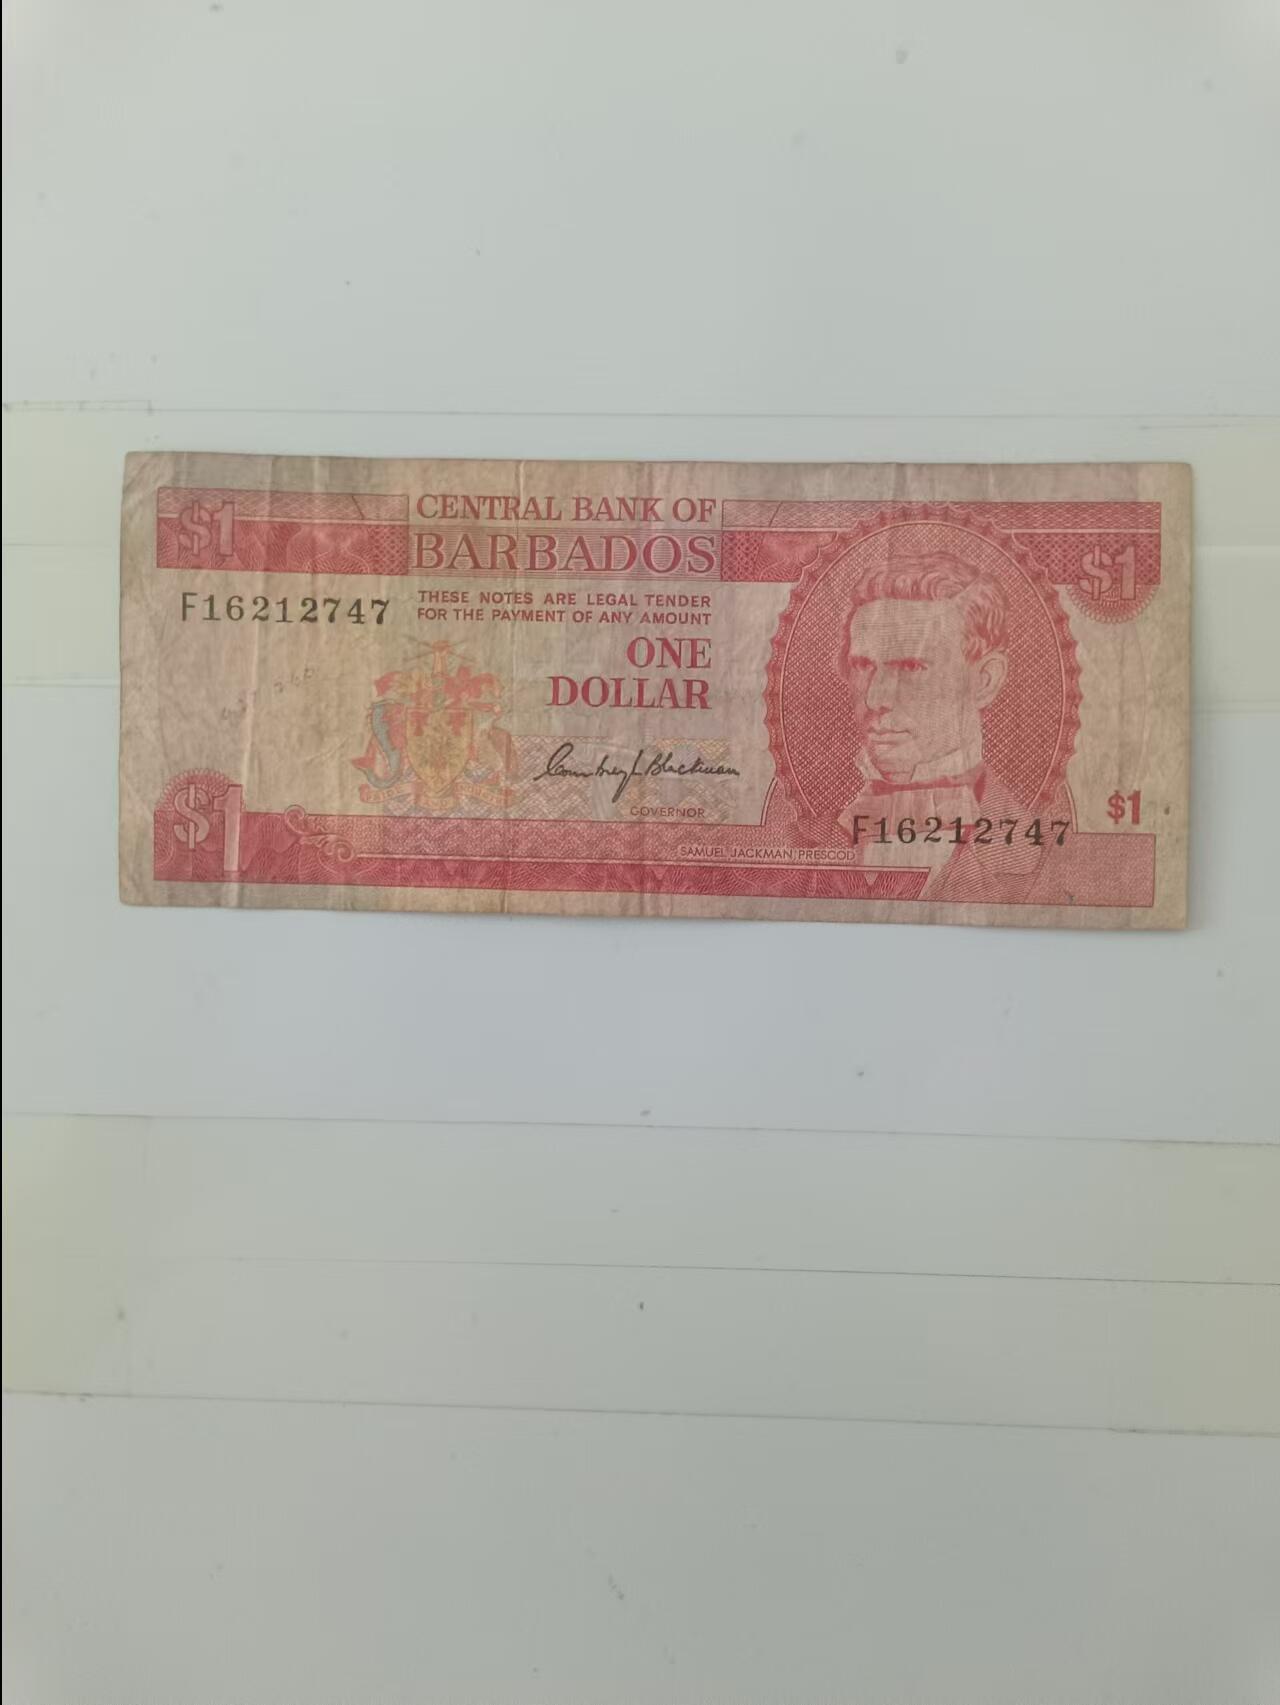 $1
CENTRAL BANK OF
BARBADOS
$1
F16212747
THESE NOTES ARE LEGAL TENDER
FOR THE PAYMENT OF ANY AMOUNT
ONE
DOLLAR
GOVERNOR
$1
$1
F16212747
SAMUEL JACKMAN PRESCOD